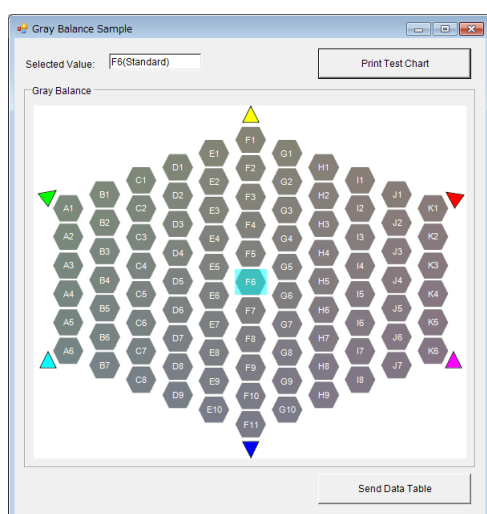 Gray Balance Sample
Selected Value: F6(Standard) Print Test Chart
Gray Balance
F1
E1 G1
D1 F2 H1
C1 E2 G2 I1
B1 D2 F3 H2 J1
A1 C2 E3 G3 I2 K1
B2 D3 F4 H3 J2
A2 C3 E4 G4 I3 K2
B3 D4 F5 H4 J3
A3 C4 E5 G5 I4 K3
B4 D5 F6 H5 J4
A4 C5 E6 G6 I5 K4
B5 D6 F7 H6 J5
A5 C6 E7 G7 I6 K5
B6 D7 F8 H7 J6
A6 C7 E8 G8 I7 K6
B7 D8 F9 H8 J7
C8 E9 G9 I8
D9 F10 H9
E10 G10
F11
Send Data Table